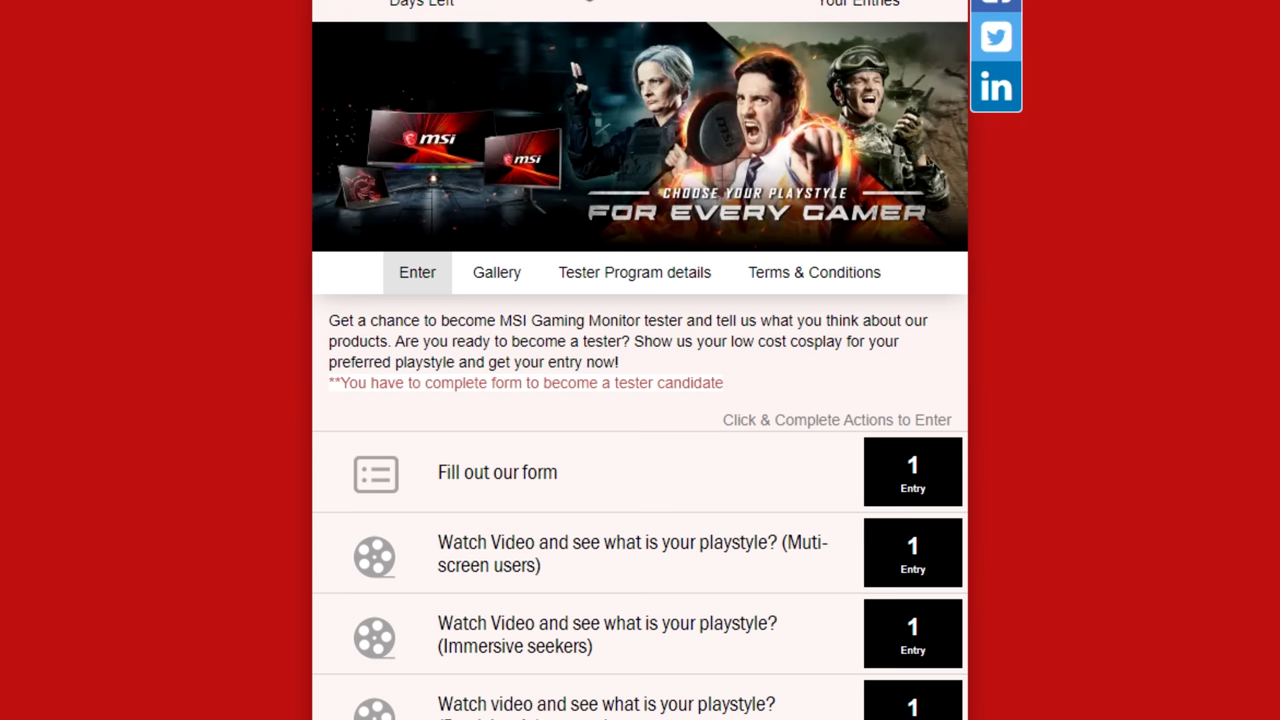 Days Left
Your Entries
msi
msi
msi
CHOOSE YOUR PLAYSTYLE
FOR EVERY GAMER
in
Enter
Gallery
Tester Program details
Terms & Conditions
Get a chance to become MSI Gaming Monitor tester and tell us what you think about our
products. Are you ready to become a tester? Show us your low cost cosplay for your
preferred playstyle and get your entry now!
**You have to complete form to become a tester candidate
Click & Complete Actions to Enter
Fill out our form
1
Entry
Watch Video and see what is your playstyle? (Muti-
screen users)
1
Entry
Watch Video and see what is your playstyle?
(Immersive seekers)
1
Entry
Watch video and see what is your playstyle?
1